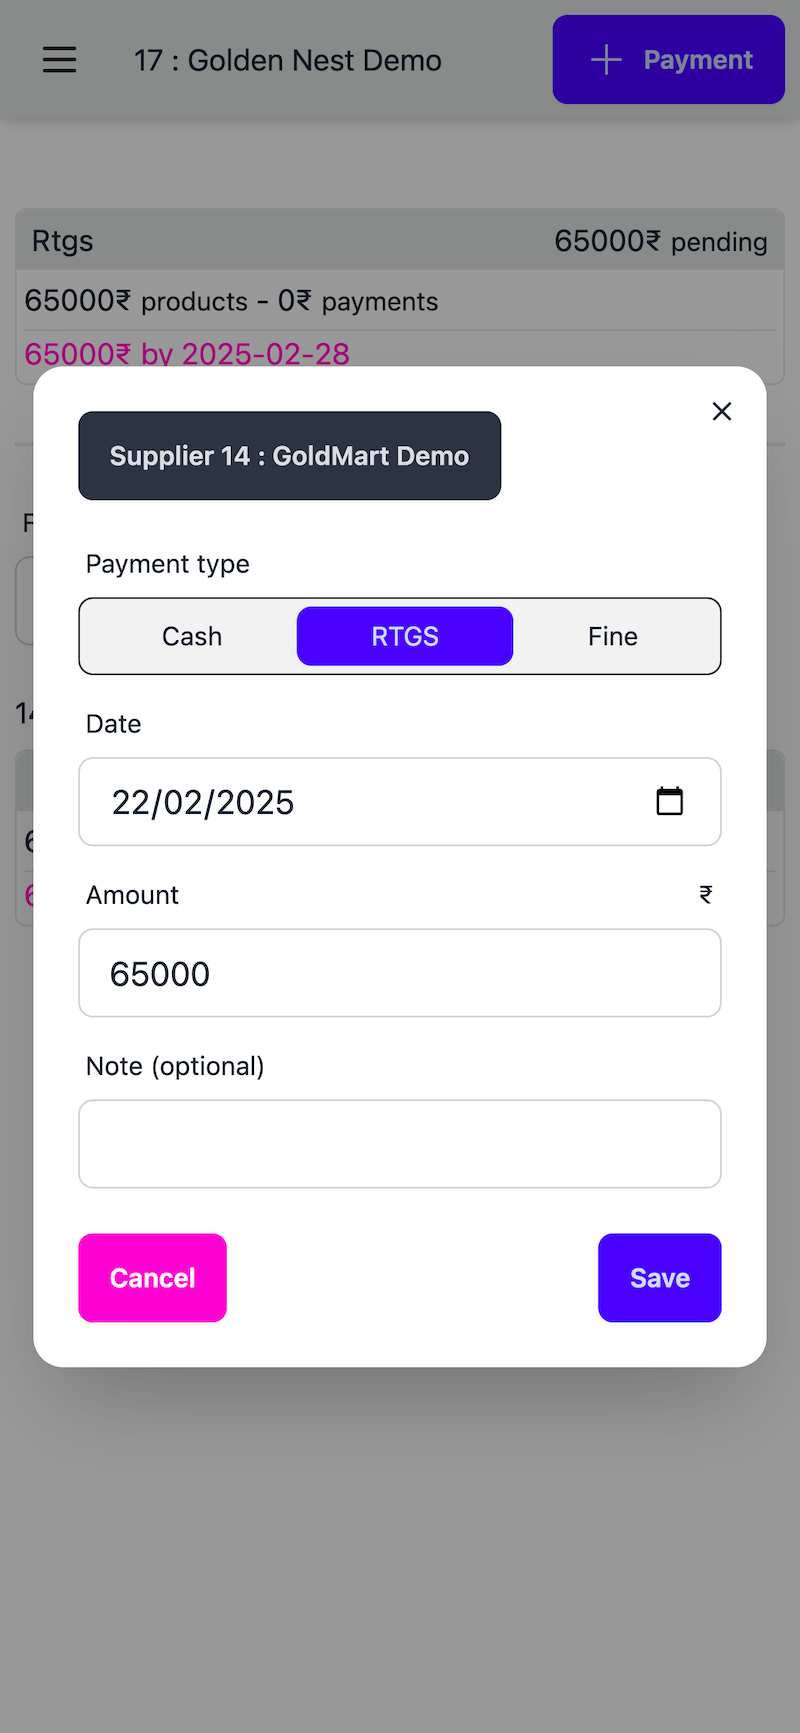 17 : Golden Nest Demo
Payment
Rtgs
65000₹ pending
65000₹ products - 0₹ payments
65000₹ by 2025-02-28
Supplier 14 : GoldMart Demo
Payment type
Cash
RTGS
Fine
Date
22/02/2025
Amount
₹
65000
Note (optional)
Cancel
Save